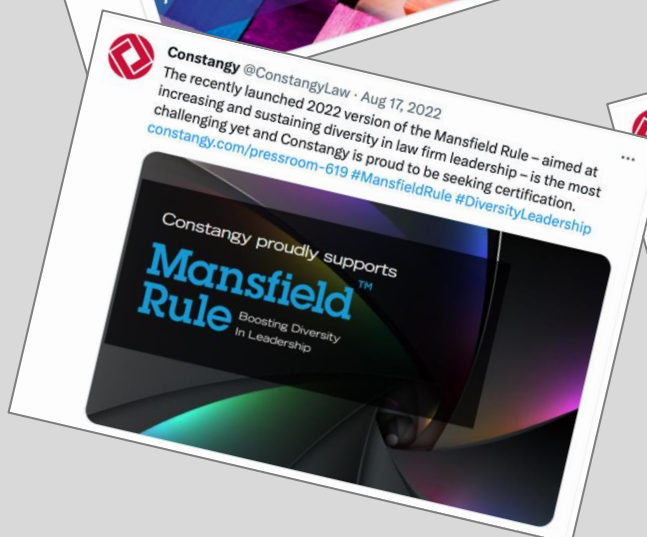 Constangy @ConstangyLaw · Aug 17, 2022
The recently launched 2022 version of the Mansfield Rule – aimed at
increasing and sustaining diversity in law firm leadership – is the most
challenging yet and Constangy is proud to be seeking certification.
constangy.com/pressroom-619 #MansfieldRule #DiversityLeadership
Constangy proudly supports
Mansfield™
Rule
Boosting Diversity
In Leadership